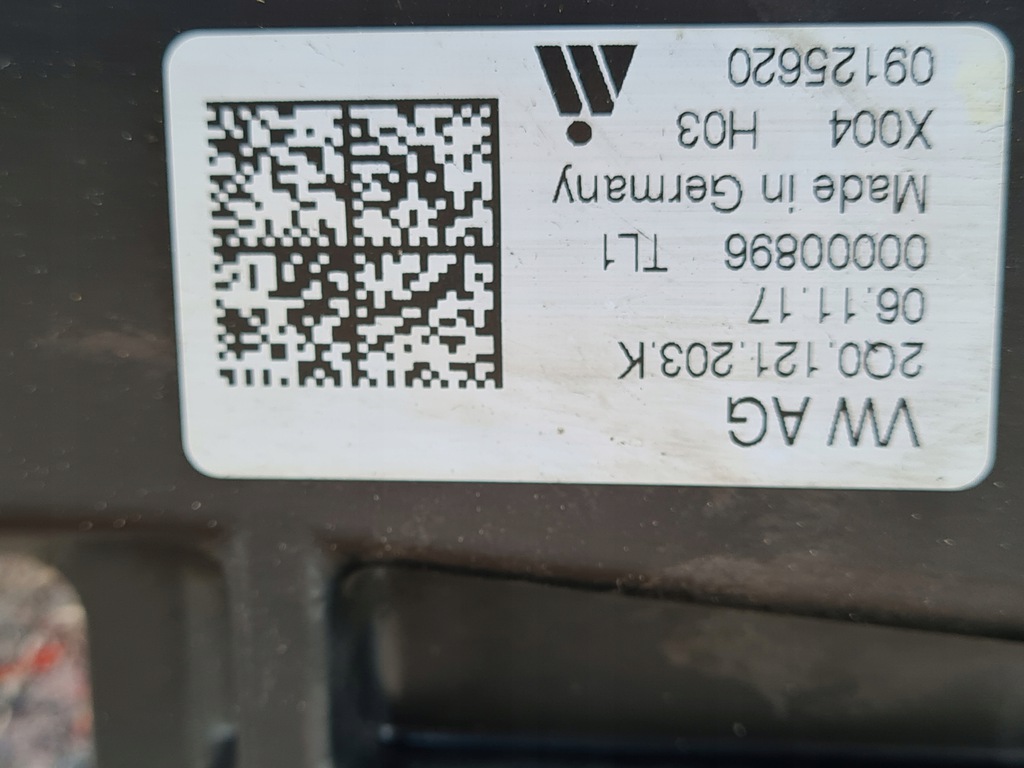 VW AG
2Q0.121.203.K
06.11.17
00000896 TL1
Made in Germany
X004 H03
09125620